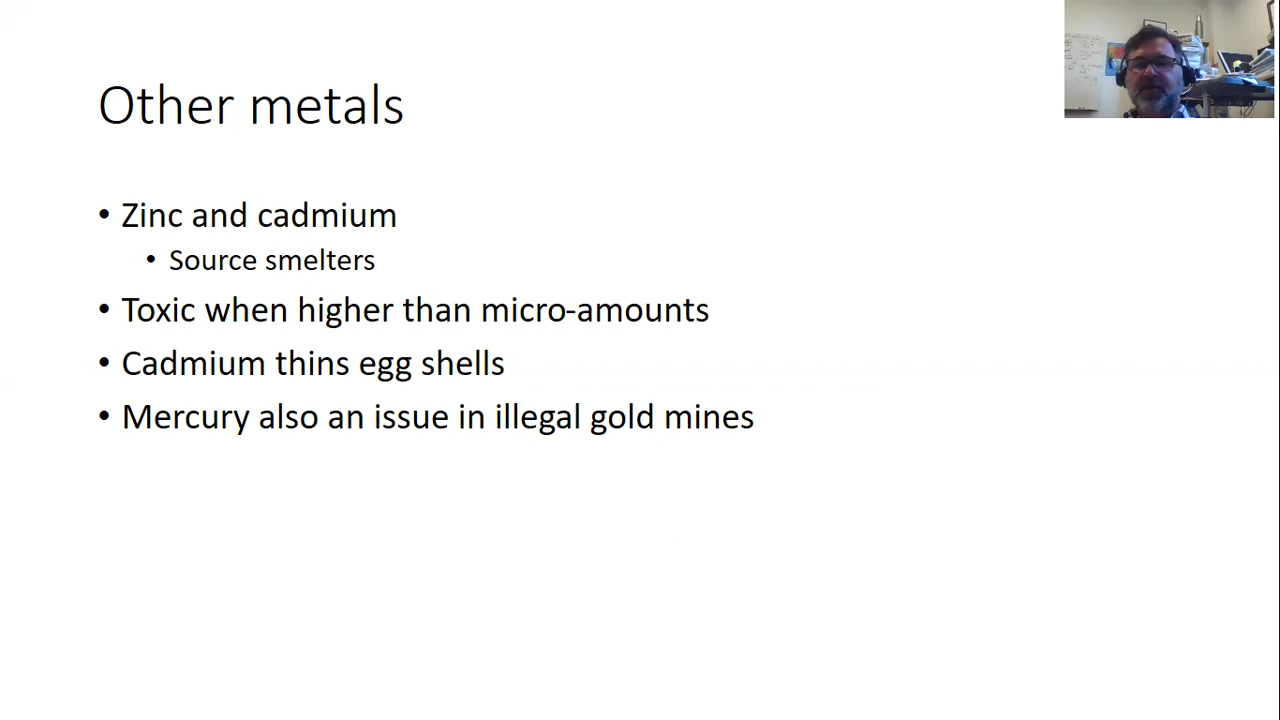 Other metals
• Zinc and cadmium
• Source smelters
• Toxic when higher than micro-amounts
• Cadmium thins egg shells
• Mercury also an issue in illegal gold mines